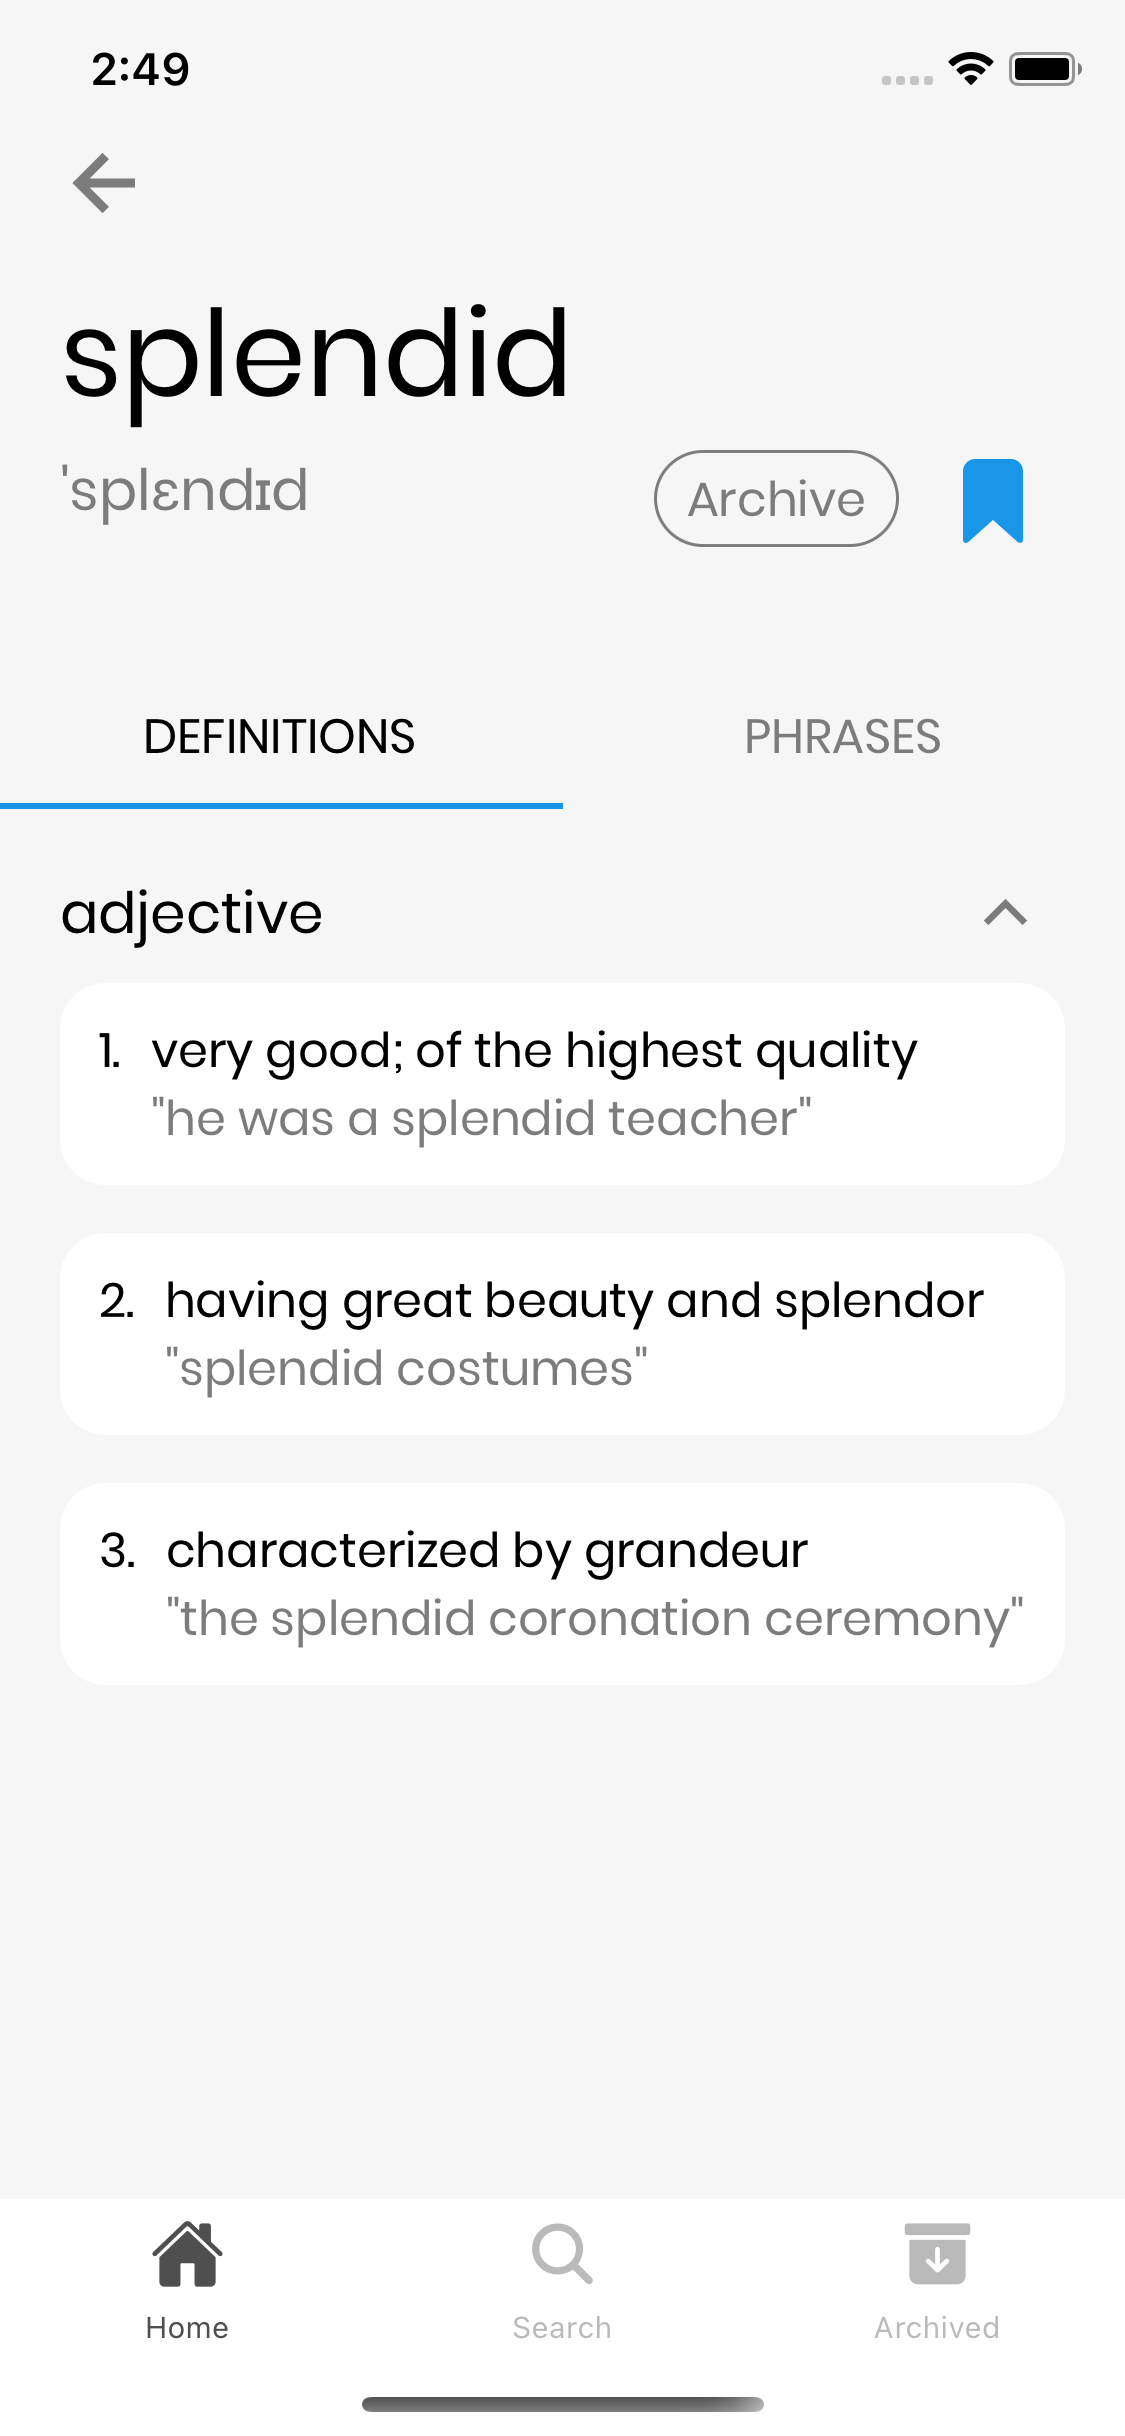 2:49
splendid
'splɛndɪd
Archive
DEFINITIONS
PHRASES
adjective
1. very good; of the highest quality
"he was a splendid teacher"
2. having great beauty and splendor
"splendid costumes"
3. characterized by grandeur
"the splendid coronation ceremony"
Home
Search
Archived